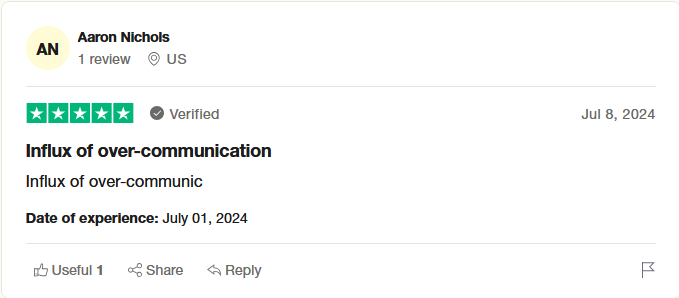 AN
Aaron Nichols
1 review US
Verified Jul 8, 2024
Influx of over-communication
Influx of over-communic
Date of experience: July 01, 2024
Useful 1 Share Reply